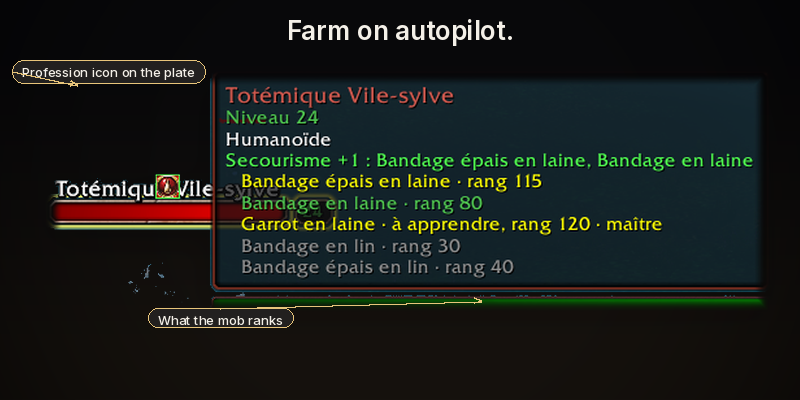 Farm on autopilot.
Profession icon on the plate
Totémique Vile-sylve
Niveau 24
Humanoïde
Secourisme +1 : Bandage épais en laine, Bandage en laine
Bandage épais en laine · rang 115
Bandage en laine · rang 80
Garrot en laine · à apprendre, rang 120 · maître
Bandage en lin · rang 30
Bandage épais en lin · rang 40
Totémiqu Vile-sylve
24
What the mob ranks